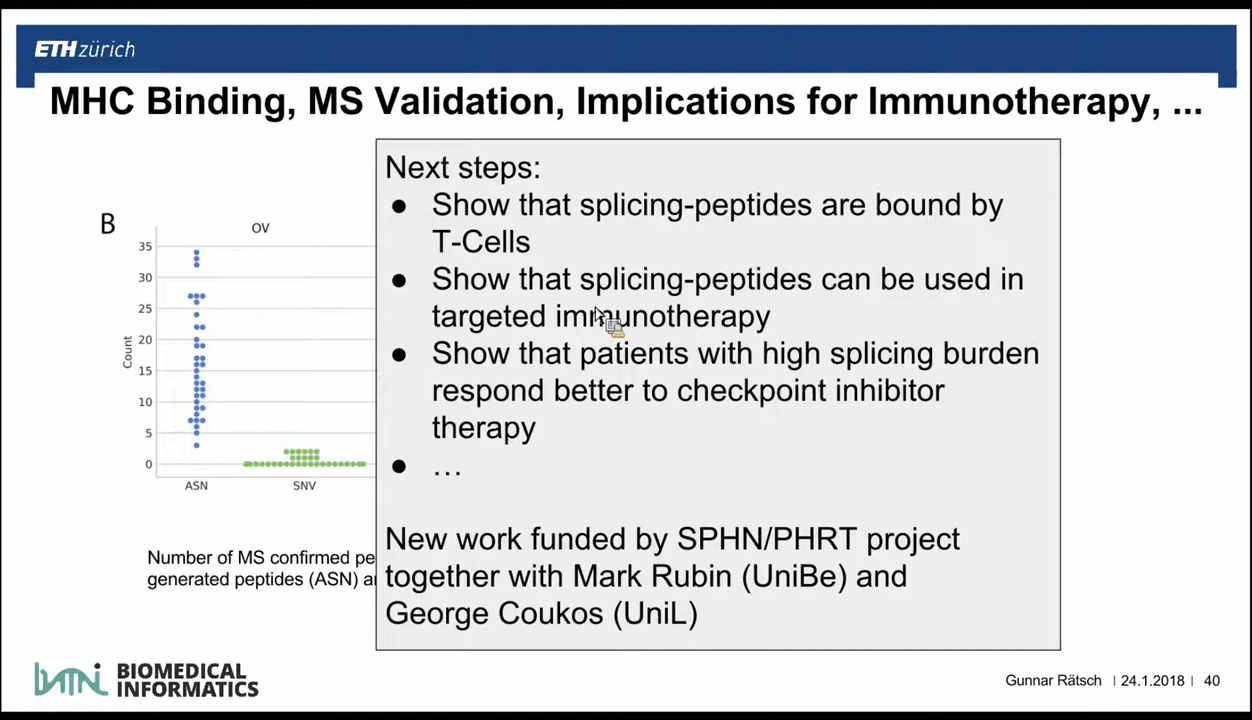 ETH zürich
MHC Binding, MS Validation, Implications for Immunotherapy, ...
B
OV
35
30
25
20
15
10
5
0
Count
ASN
SNV
Number of MS confirmed pe
generated peptides (ASN) a
Next steps:
● Show that splicing-peptides are bound by
T-Cells
● Show that splicing-peptides can be used in
targeted immunotherapy
● Show that patients with high splicing burden
respond better to checkpoint inhibitor
therapy
● …
New work funded by SPHN/PHRT project
together with Mark Rubin (UniBe) and
George Coukos (UniL)
BIOMEDICAL
INFORMATICS
Gunnar Rätsch | 24.1.2018 | 40